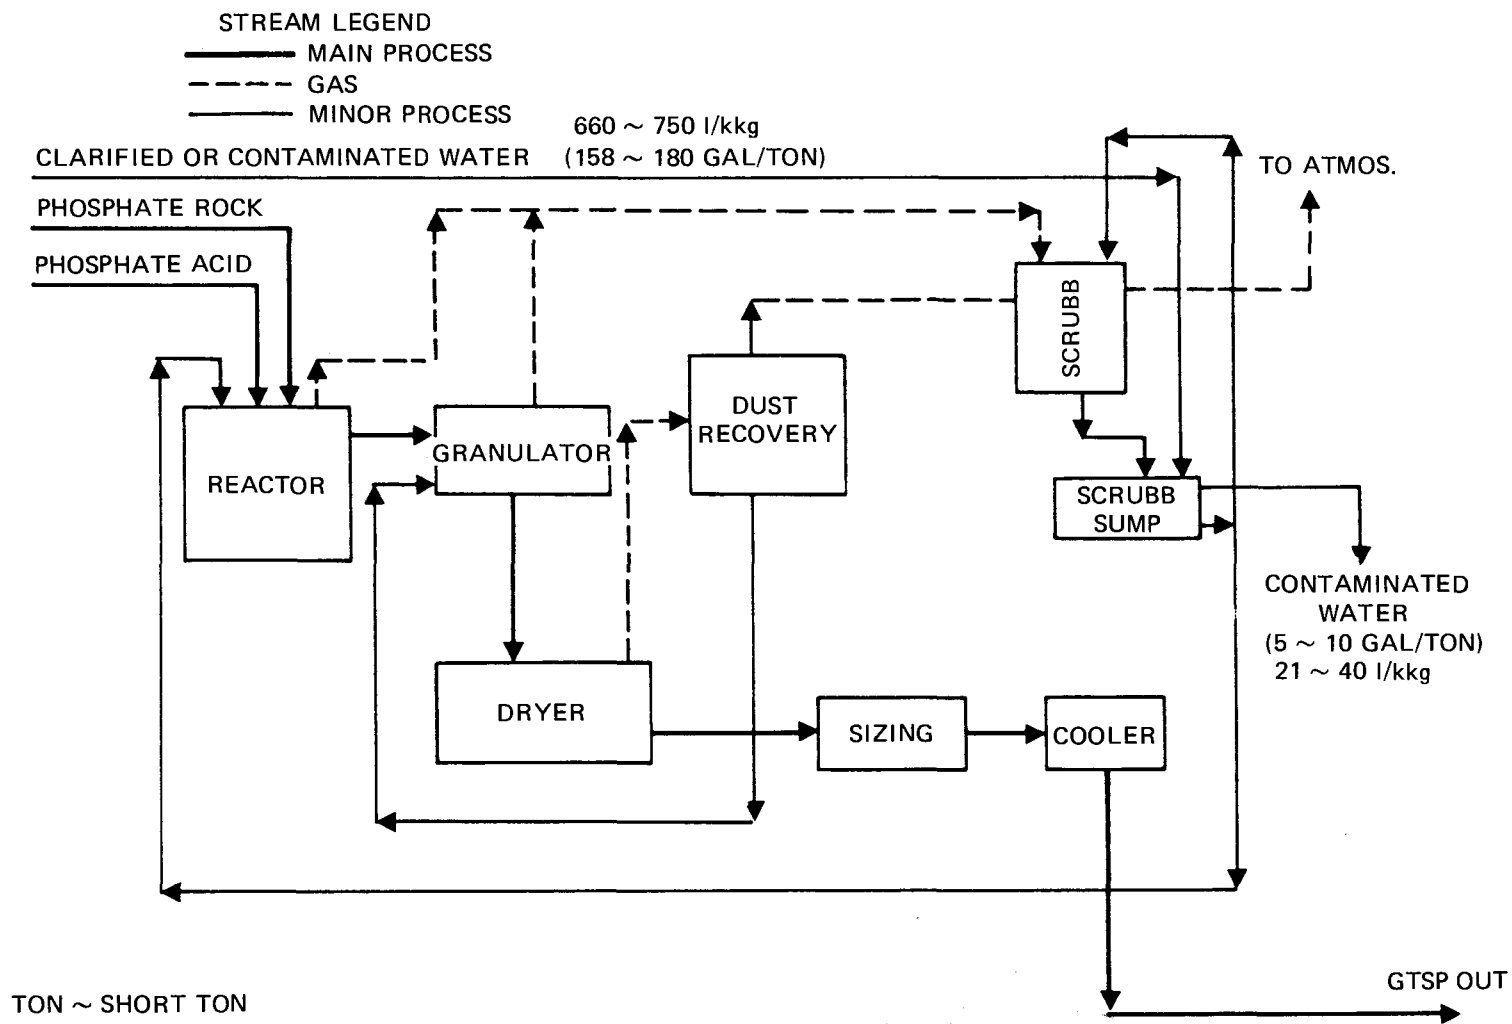 STREAM LEGEND
MAIN PROCESS
GAS
MINOR PROCESS
660 ~ 750 l/kkg
CLARIFIED OR CONTAMINATED WATER (158 ~ 180 GAL/TON)
TO ATMOS.
PHOSPHATE ROCK
PHOSPHATE ACID
SCRUBB
DUST
RECOVERY
GRANULATOR
REACTOR
SCRUBB
SUMP
CONTAMINATED
WATER
(5 ~ 10 GAL/TON)
21 ~ 40 l/kkg
DRYER
SIZING
COOLER
GTSP OUT
TON ~ SHORT TON